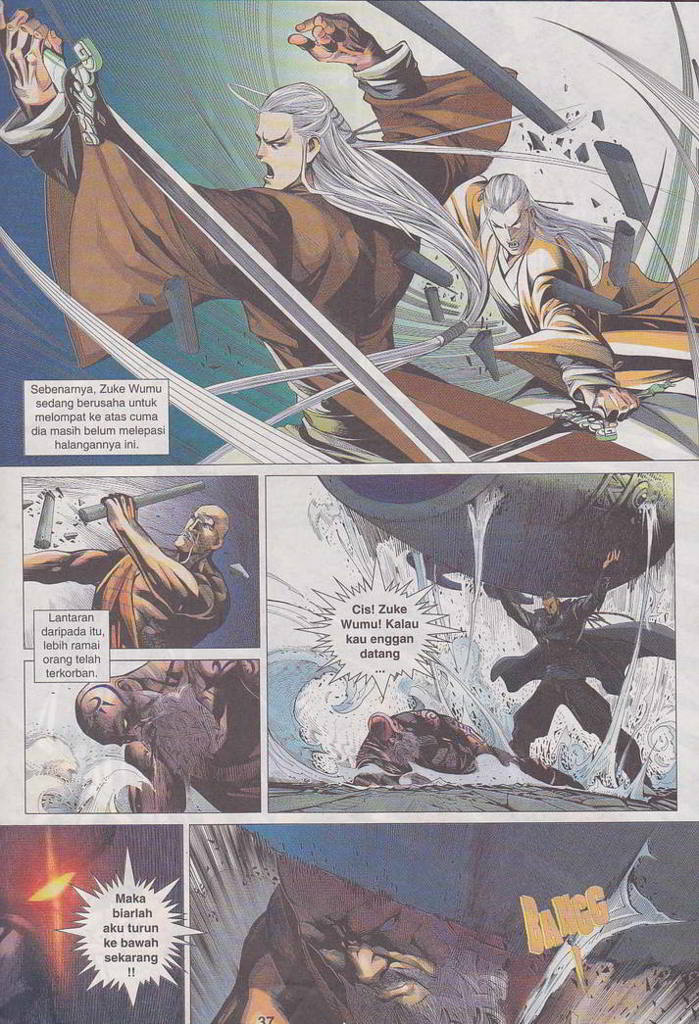 Sebenarnya, Zuke Wumu
sedang berusaha untuk
melompat ke atas cuma
dia masih belum melepasi
halangannya ini.
Lantaran
daripada itu,
lebih ramai
orang telah
terkorban.
Cis! Zuke
Wumu! Kalau
kau enggan
datang
...
Maka
biarlah
aku turun
ke bawah
sekarang
!!
BANGG
!
37